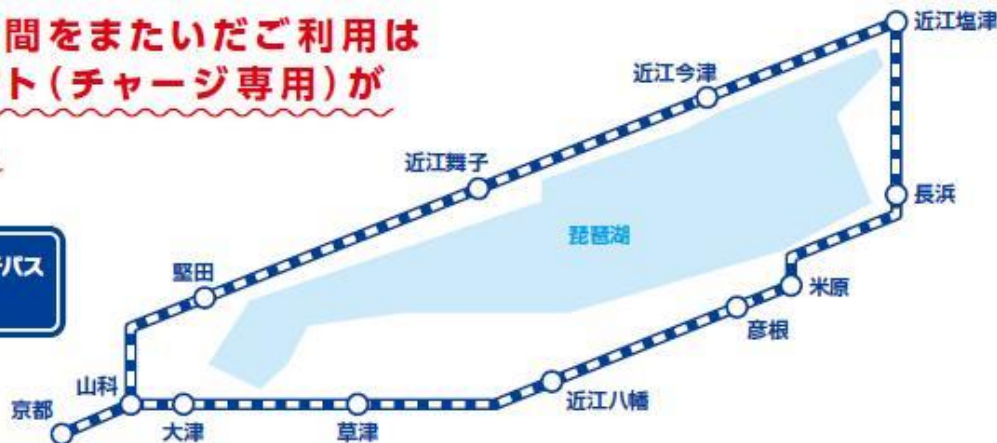 間をまたいだご利用は
ト(チャージ専用)が
パス
近江塩津
近江今津
近江舞子
長浜
琵琶湖
堅田
米原
彦根
山科
近江八幡
京都
大津
草津